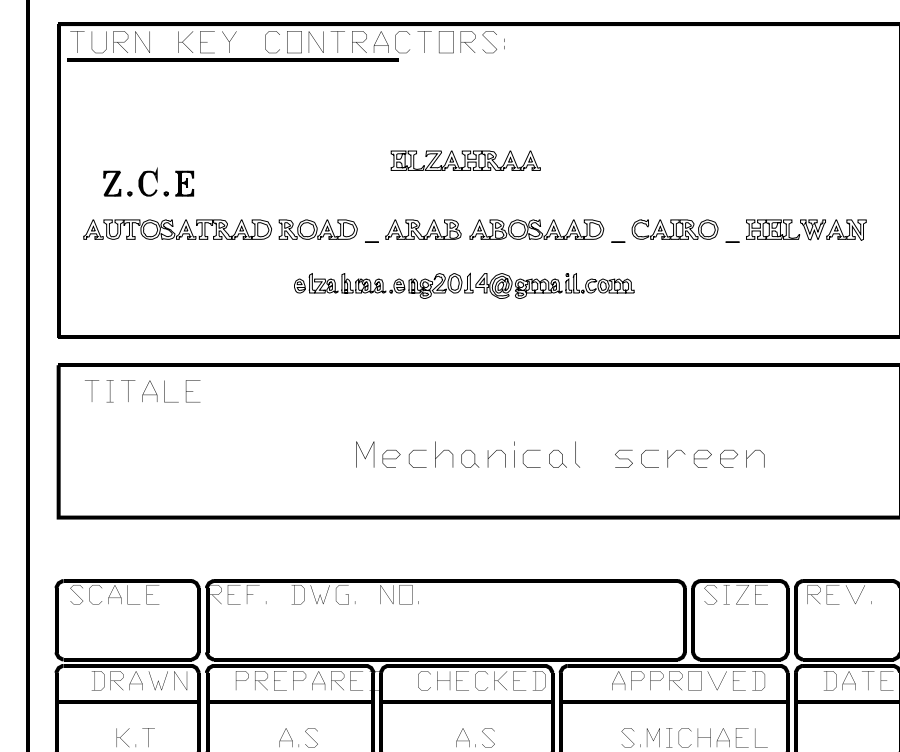 TURN KEY CONTRACTORS:
ELZAHRAA
Z.C.E
AUTOSATRAD ROAD _ ARAB ABOSAAD _ CAIRO _ HELWAN
elzahraa.eng2014@gmail.com
TITALE
Mechanical screen
SCALE REF. DWG. NO. SIZE REV.
DRAWN PREPARE CHECKED APPROVED DATE
K.T A.S A.S S.MICHAEL